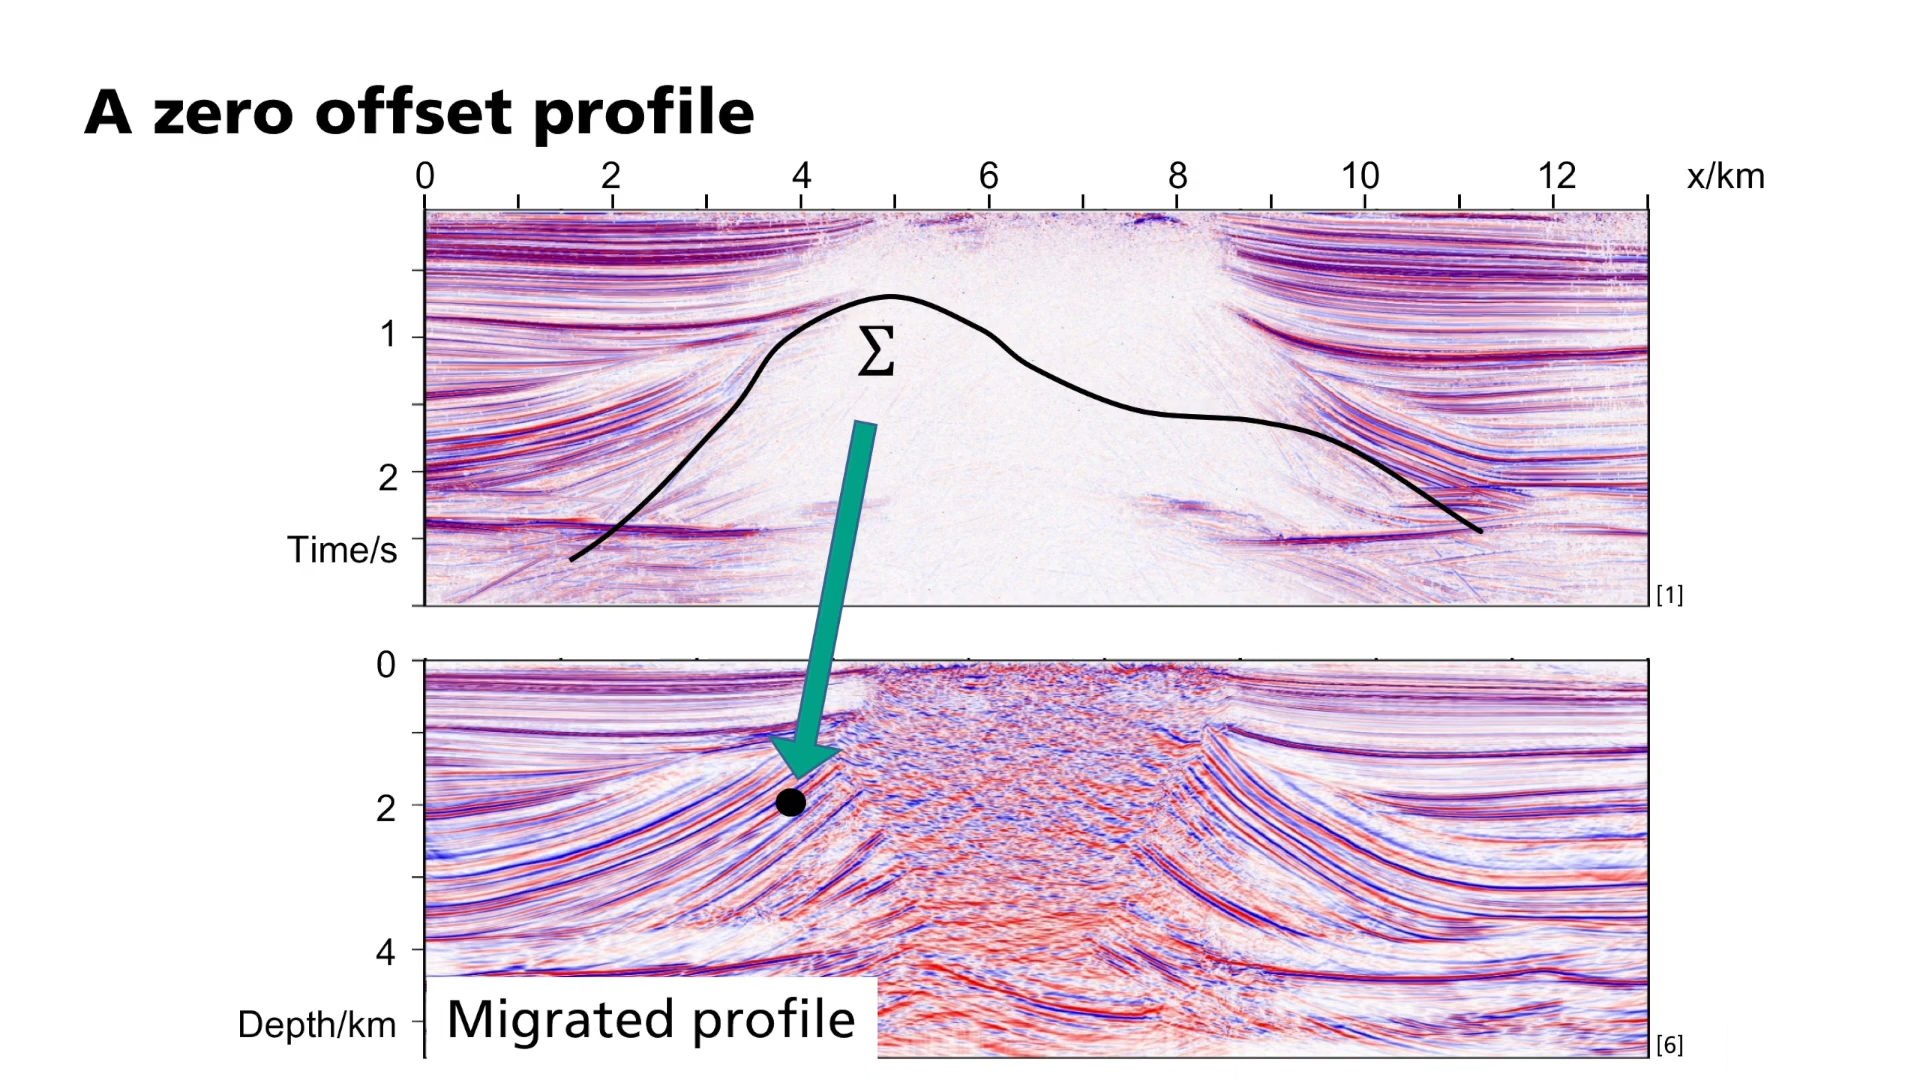 A zero offset profile
0 2 4 6 8 10 12 x/km
1
Σ
2
Time/s
[1]
0
2
4
Migrated profile
Depth/km
[6]